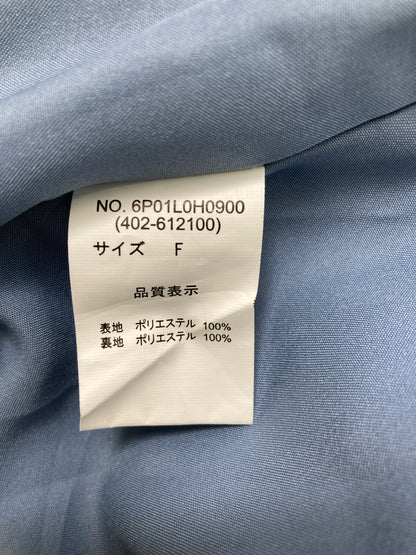 NO. 6P01L0H0900
(402-612100)
サイズ F
品質表示
表地 ポリエステル 100%
裏地 ポリエステル 100%